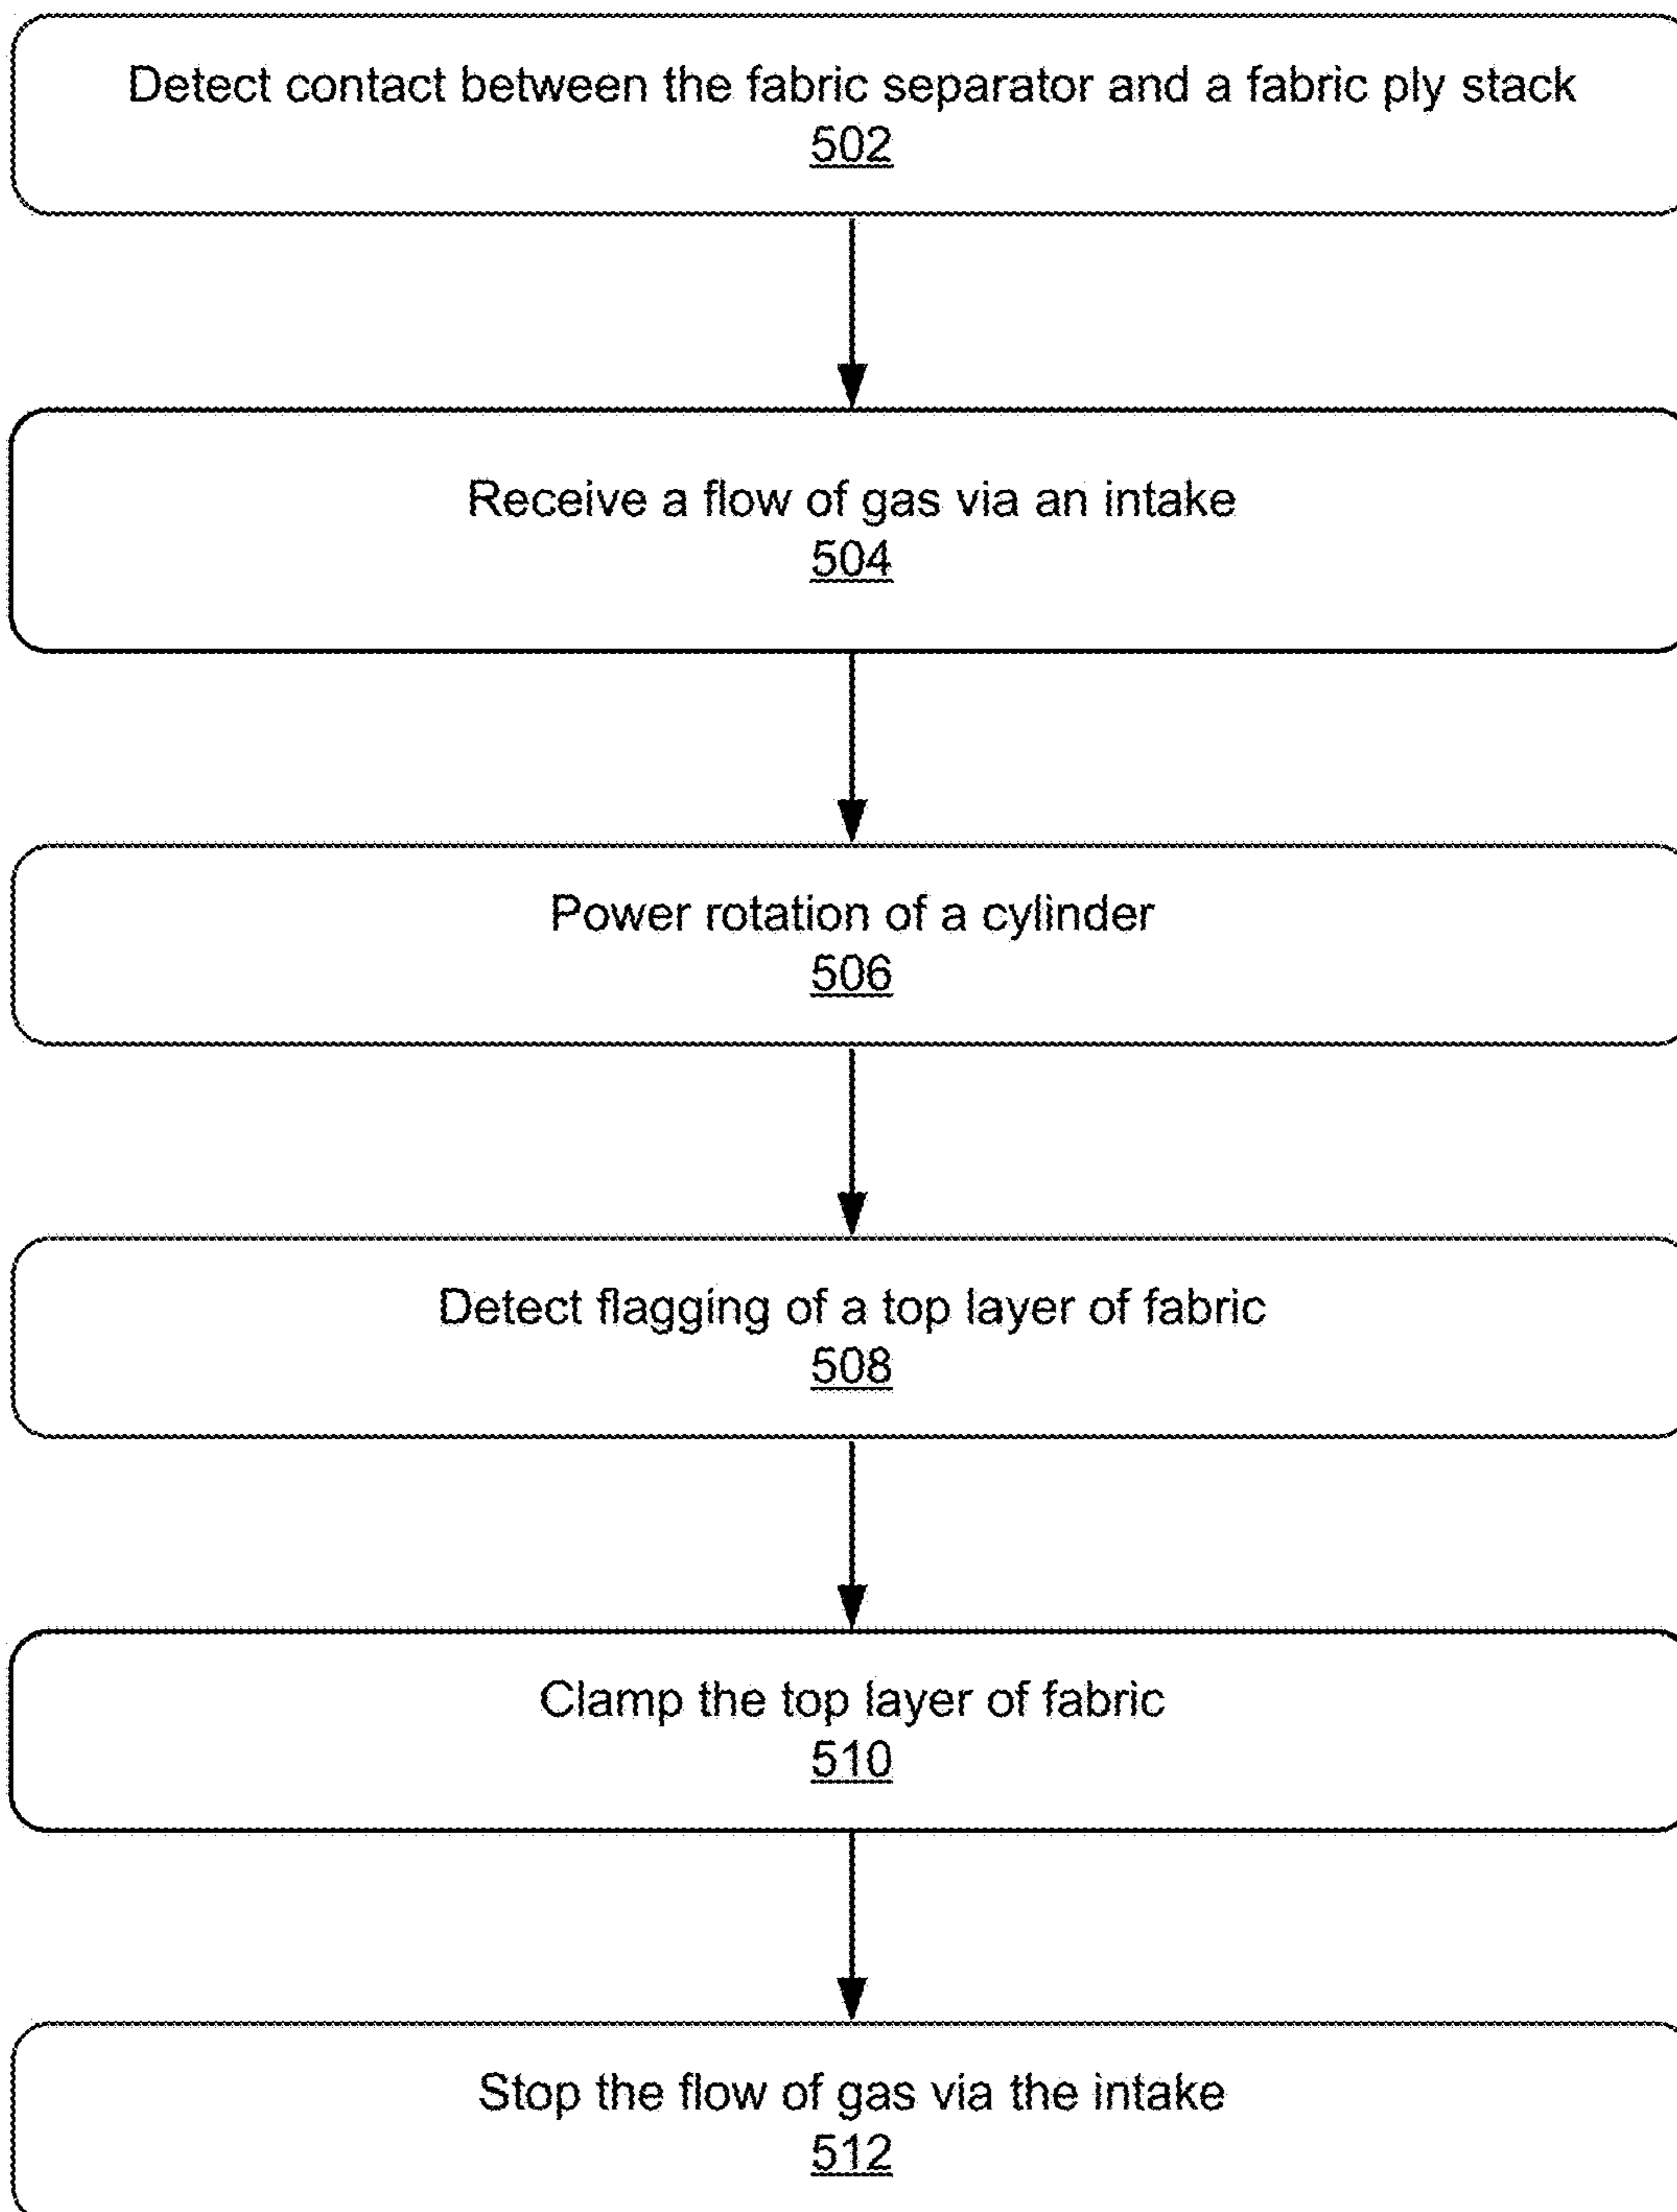 Detect contact between the fabric separator and a fabric ply stack
502
Receive a flow of gas via an intake
504
Power rotation of a cylinder
506
Detect flagging of a top layer of fabric
508
Clamp the top layer of fabric
510
Stop the flow of gas via the intake
512